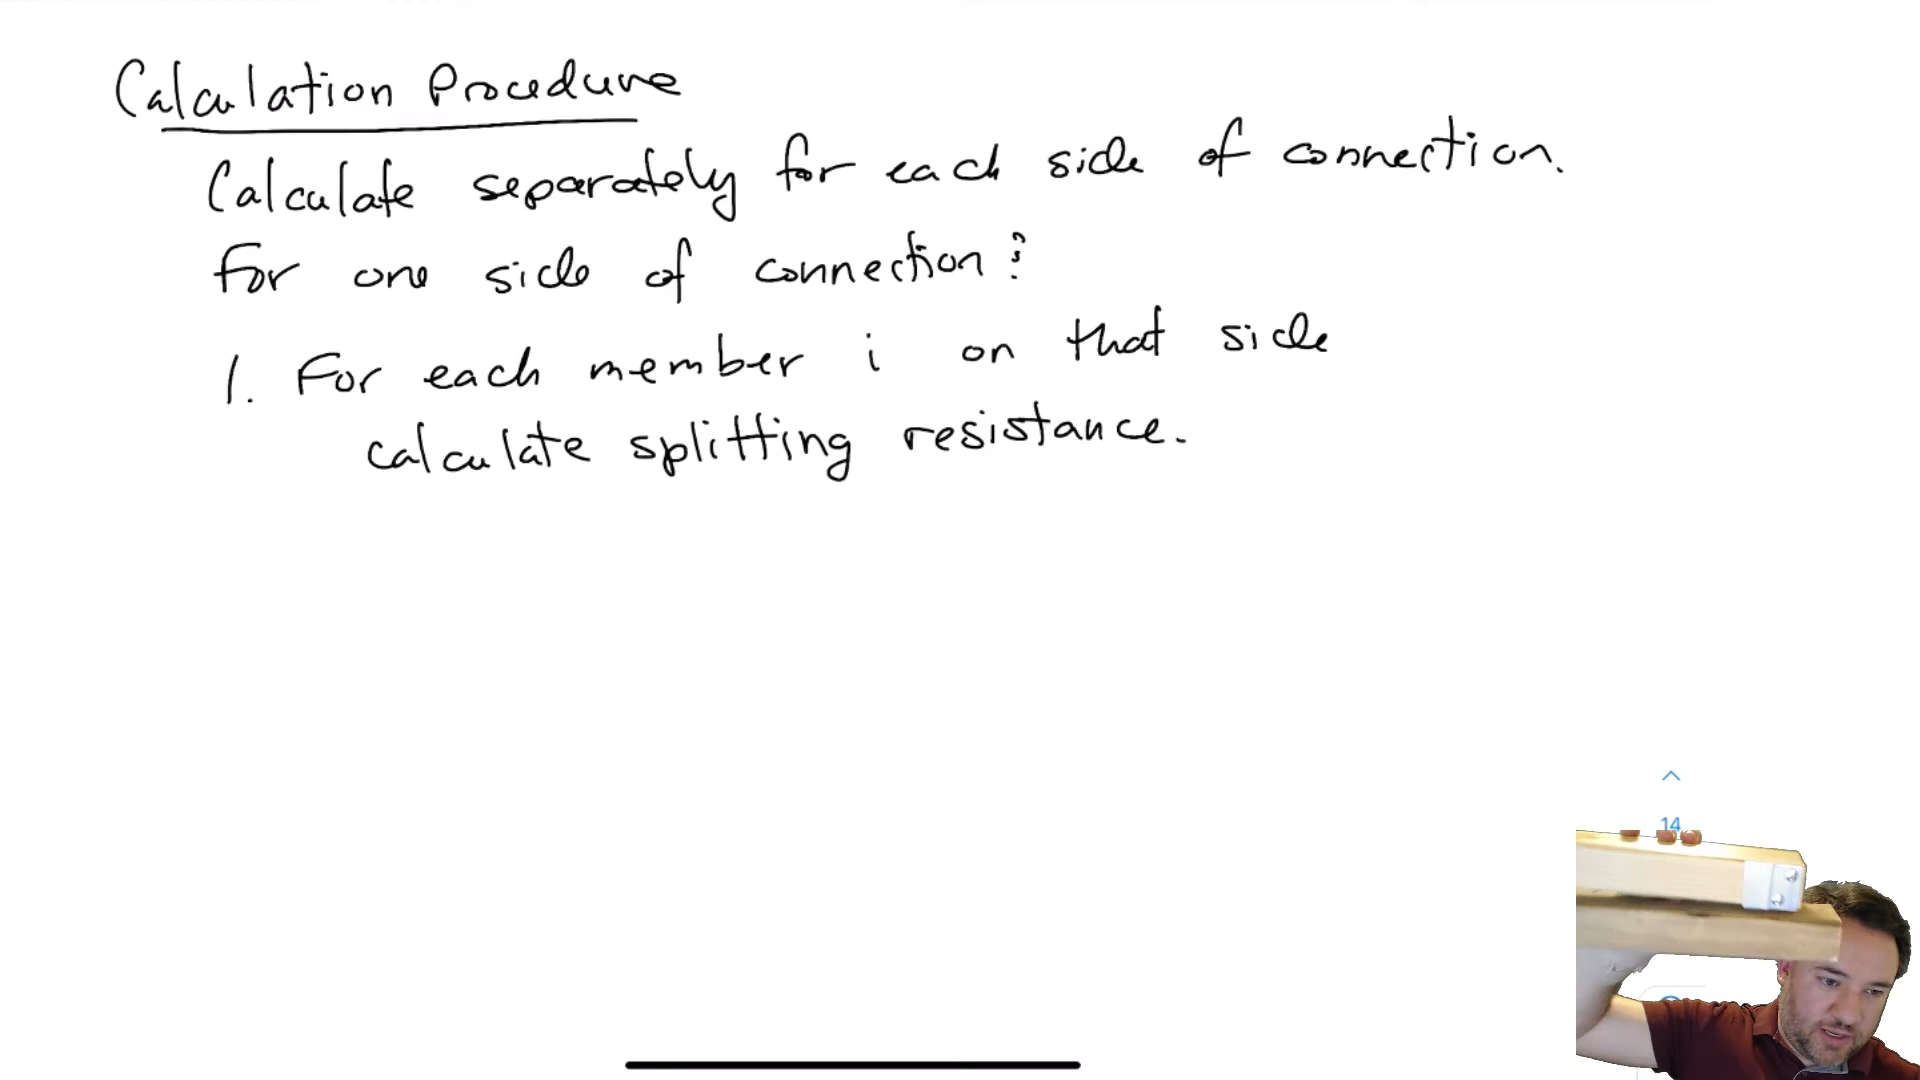 Calculation Procedure
Calculate separately for each side of connection.
For one side of connection:
1. For each member i on that side
calculate splitting resistance.
14